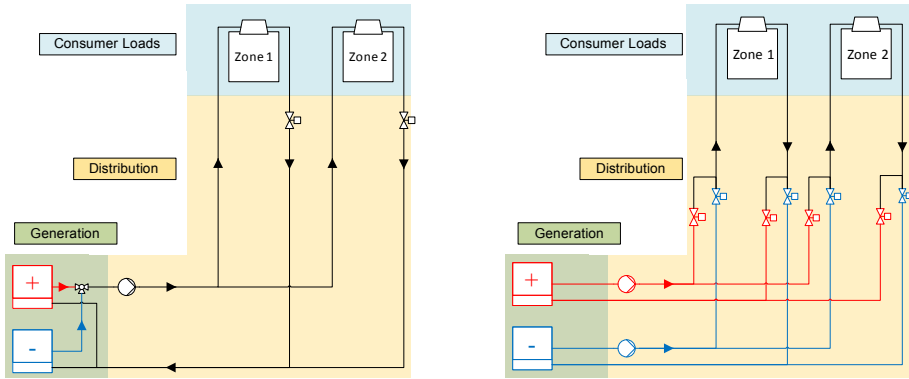 Consumer Loads
Zone 1
Zone 2
Distribution
Generation
+
-
Consumer Loads
Zone 1
Zone 2
Distribution
Generation
+
-